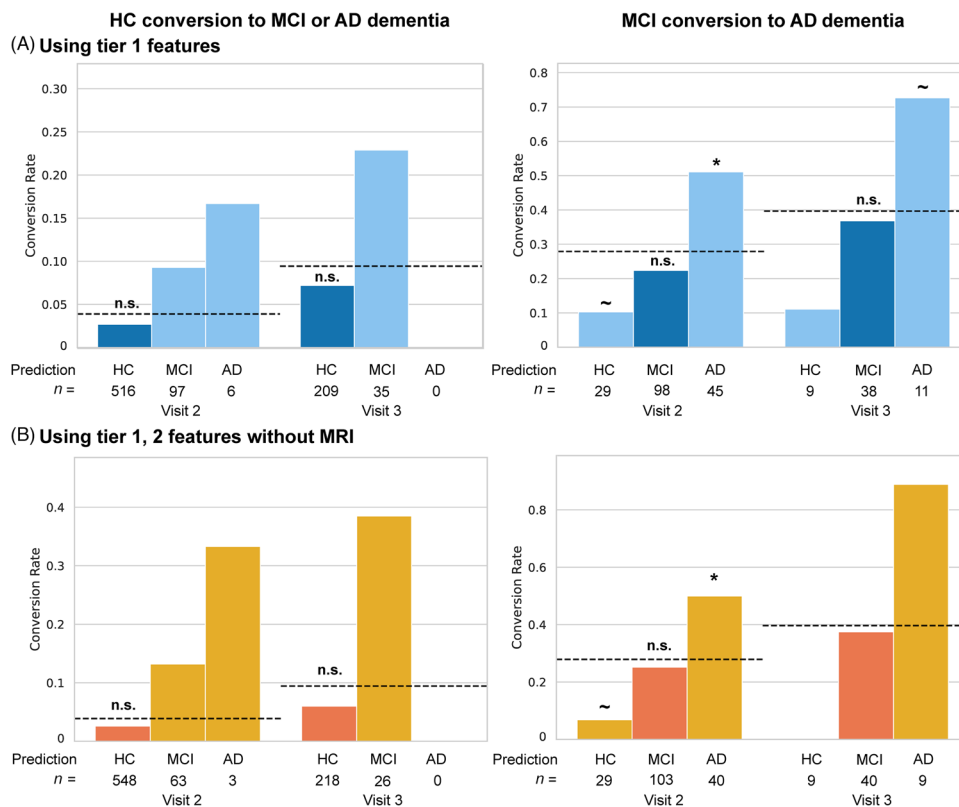 HC conversion to MCI or AD dementia
MCI conversion to AD dementia
(A) Using tier 1 features
0.30
0.25
0.20
0.15
0.10
0.05
0
Conversion Rate
n.s.
n.s.
Prediction HC MCI AD HC MCI AD
n = 516 97 6 209 35 0
Visit 2 Visit 3
0.8
0.7
0.6
0.5
0.4
0.3
0.2
0.1
0
Conversion Rate
~
n.s.
*
n.s.
~
Prediction HC MCI AD HC MCI AD
n = 29 98 45 9 38 11
Visit 2 Visit 3
(B) Using tier 1, 2 features without MRI
0.4
0.3
0.2
0.1
0
Conversion Rate
n.s.
n.s.
Prediction HC MCI AD HC MCI AD
n = 548 63 3 218 26 0
Visit 2 Visit 3
0.8
0.6
0.4
0.2
0
Conversion Rate
~
n.s.
*
Prediction HC MCI AD HC MCI AD
n = 29 103 40 9 40 9
Visit 2 Visit 3